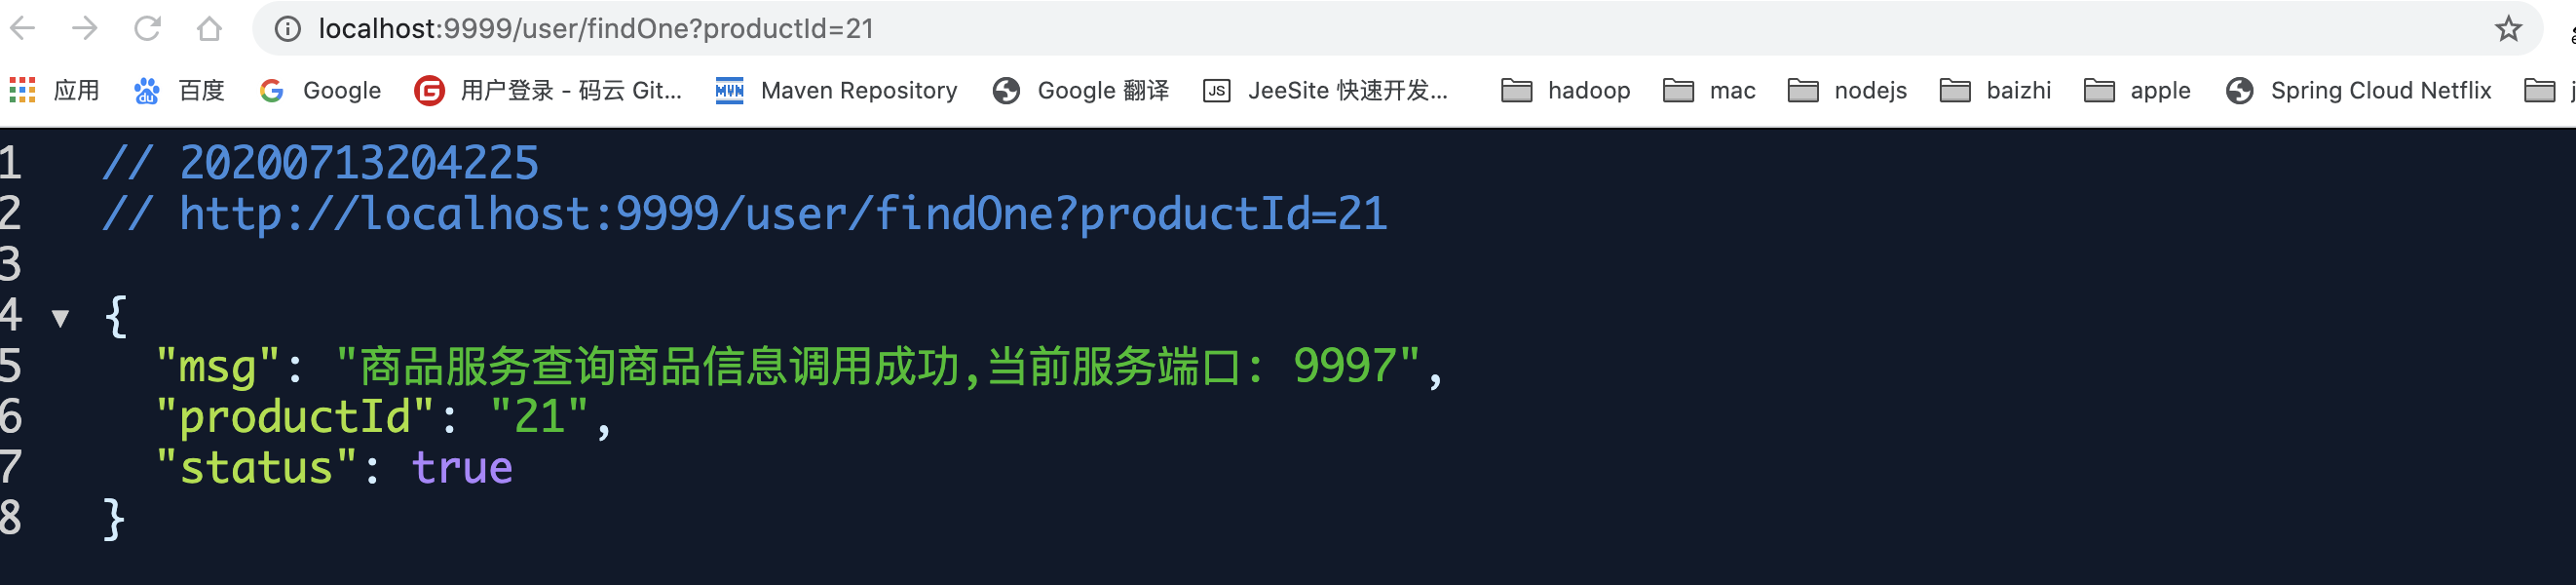 localhost:9999/user/findOne?productId=21
应用 百度 Google 用户登录 - 码云 Git... Maven Repository Google 翻译 JeeSite 快速开发... hadoop mac nodejs baizhi apple Spring Cloud Netflix
1 // 20200713204225
2 // http://localhost:9999/user/findOne?productId=21
3
4 {
5 "msg": "商品服务查询商品信息调用成功,当前服务端口: 9997",
6 "productId": "21",
7 "status": true
8 }